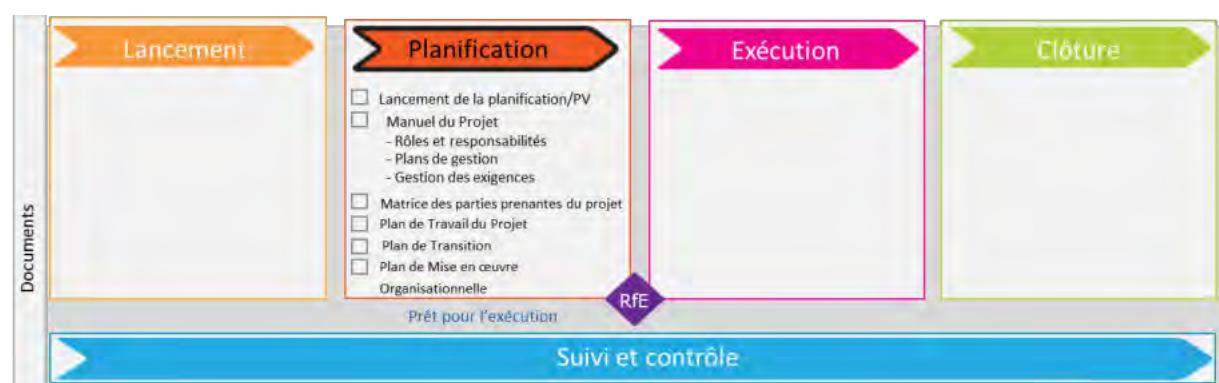 Documents
Lancement
Planification
Lancement de la planification/PV
Manuel du Projet
- Rôles et responsabilités
- Plans de gestion
- Gestion des exigences
Matrice des parties prenantes du projet
Plan de Travail du Projet
Plan de Transition
Plan de Mise en œuvre
Organisationnelle
RfE
Prêt pour l'exécution
Exécution
Clôture
Suivi et contrôle